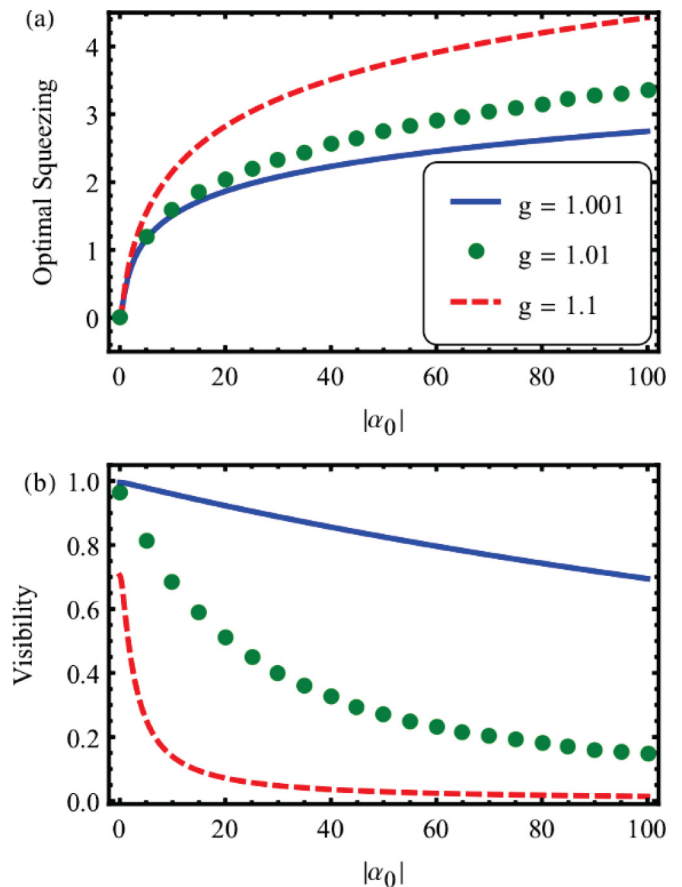 (a)
4
3
2
1
0
Optimal Squeezing
g = 1.001
g = 1.01
g = 1.1
0 20 40 60 80 100
|α₀|
(b)
1.0
0.8
0.6
0.4
0.2
0.0
Visibility
0 20 40 60 80 100
|α₀|